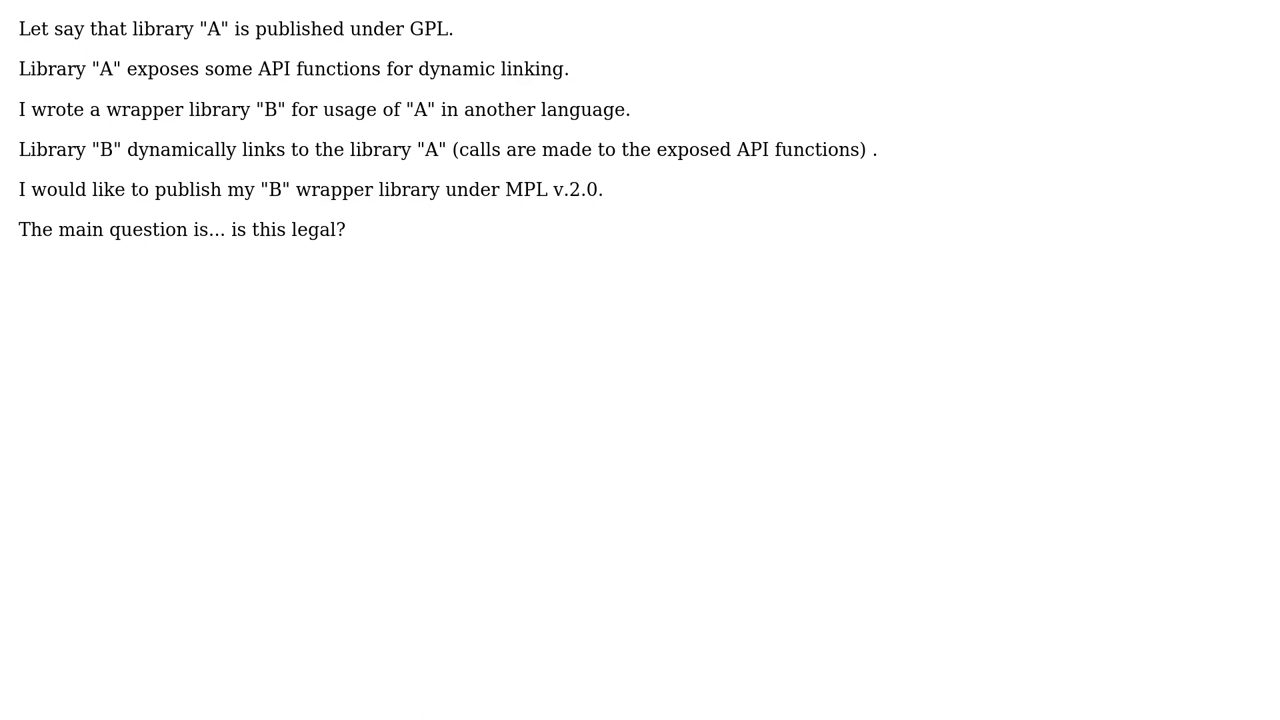 Let say that library "A" is published under GPL.
Library "A" exposes some API functions for dynamic linking.
I wrote a wrapper library "B" for usage of "A" in another language.
Library "B" dynamically links to the library "A" (calls are made to the exposed API functions) .
I would like to publish my "B" wrapper library under MPL v.2.0.
The main question is... is this legal?